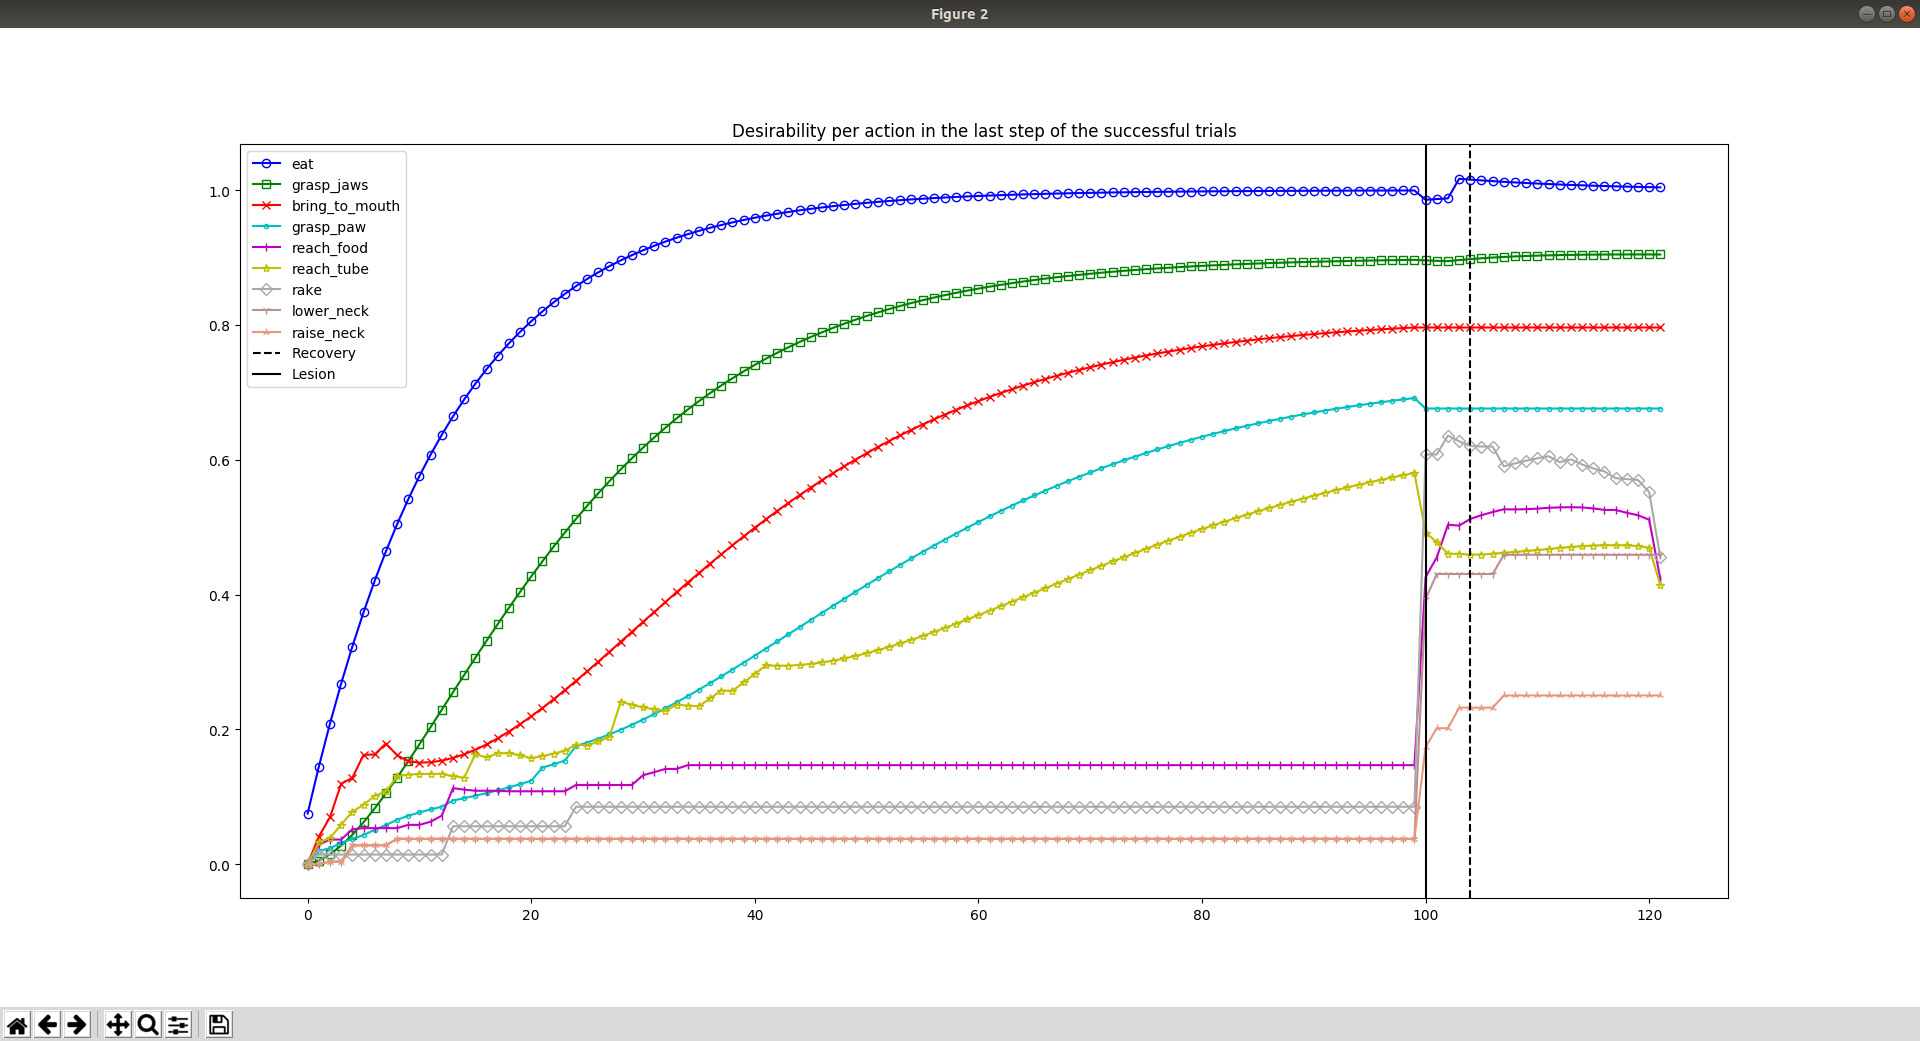 Figure 2
Desirability per action in the last step of the successful trials
eat
grasp_jaws
bring_to_mouth
grasp_paw
reach_food
reach_tube
rake
lower_neck
raise_neck
Recovery
Lesion
1.0
0.8
0.6
0.4
0.2
0.0
0 20 40 60 80 100 120